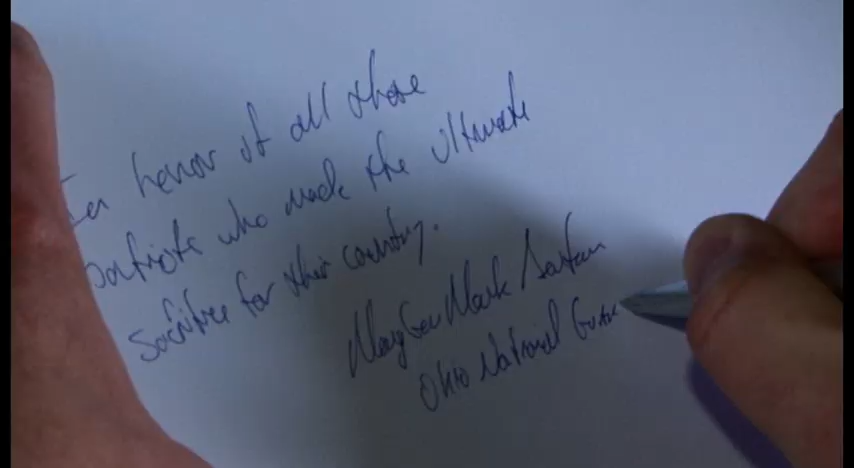 In honor of all those
patriots who made the ultimate
sacrifice for their country.
Maj Gen Mark
Ohio National Guar